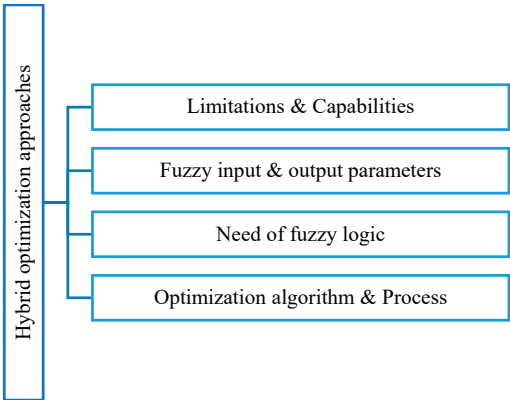 Hybrid optimization approaches
Limitations & Capabilities
Fuzzy input & output parameters
Need of fuzzy logic
Optimization algorithm & Process